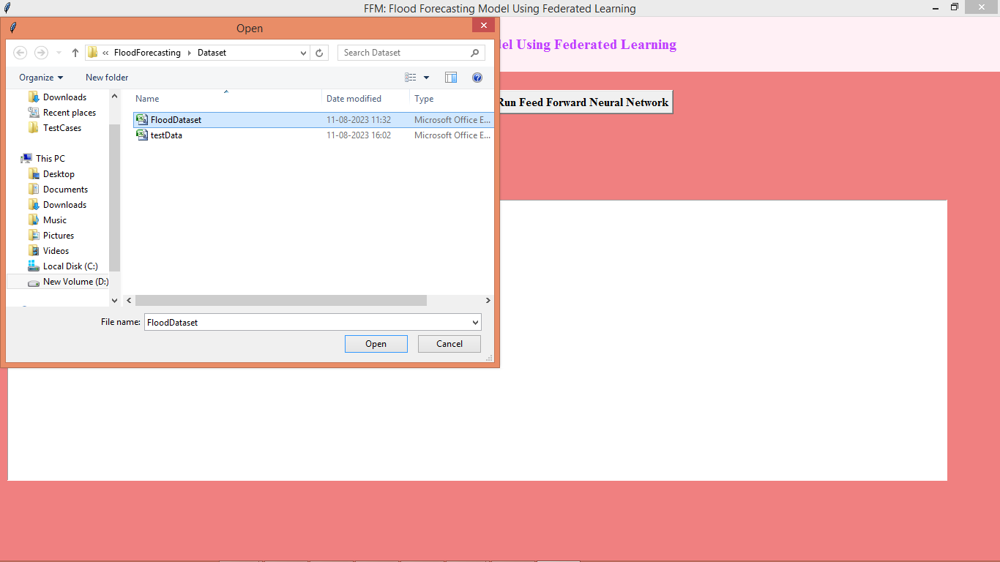 FFM: Flood Forecasting Model Using Federated Learning
Open
el Using Federated Learning
« FloodForecasting Dataset
Search Dataset
Organize
New folder
Run Feed Forward Neural Network
Name
Date modified
Type
Downloads
Recent places
TestCases
This PC
Desktop
Documents
Downloads
Music
Pictures
Videos
Local Disk (C:)
New Volume (D:)
FloodDataset 11-08-2023 11:32 Microsoft Office E...
testData 11-08-2023 16:02 Microsoft Office E...
File name: FloodDataset
Open
Cancel